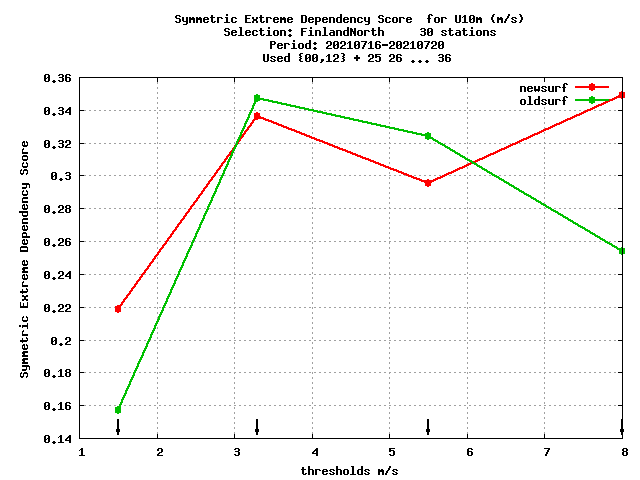 Symmetric Extreme Dependency Score  for U10m (m/s)
Selection: FinlandNorth     30 stations
Period: 20210716-20210720
Used {00,12} + 25 26 ... 36
newsurf
oldsurf
0.36
0.34
0.32
0.3
0.28
0.26
0.24
0.22
0.2
0.18
0.16
0.14
Symmetric Extreme Dependency Score
1 2 3 4 5 6 7 8
thresholds m/s